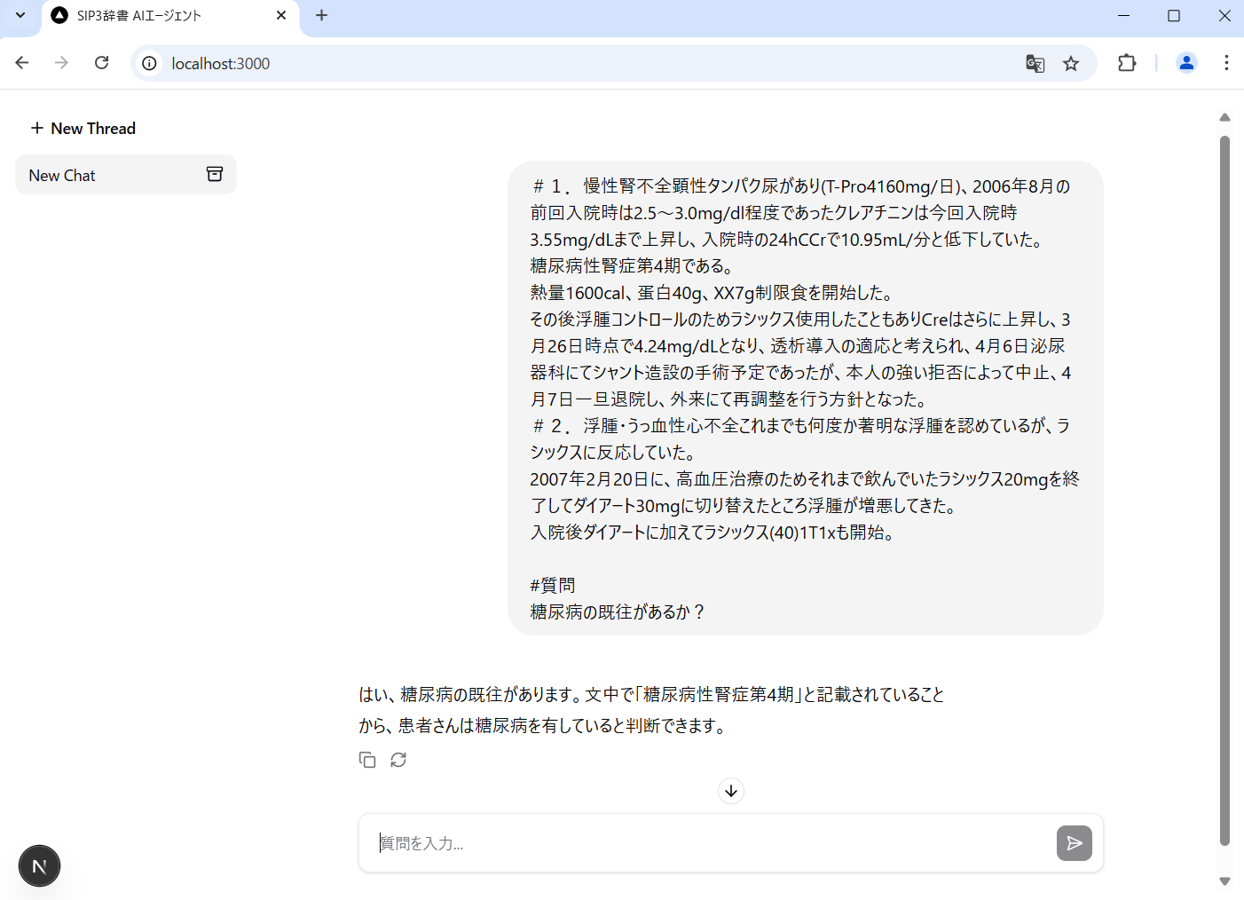 SIP3辞書 AIエージェント
localhost:3000
New Thread
New Chat
＃１．慢性腎不全顕性タンパク尿があり(T-Pro4160mg/日)、2006年8月の
前回入院時は2.5～3.0mg/dl程度であったクレアチニンは今回入院時
3.55mg/dLまで上昇し、入院時の24hCCrで10.95mL/分と低下していた。
糖尿病性腎症第4期である。
熱量1600cal、蛋白40g、XX7g制限食を開始した。
その後浮腫コントロールのためラシックス使用したこともありCreはさらに上昇し、3
月26日時点で4.24mg/dLとなり、透析導入の適応と考えられ、4月6日泌尿
器科にてシャント造設の手術予定であったが、本人の強い拒否によって中止、4
月7日一旦退院し、外来にて再調整を行う方針となった。
＃２．浮腫・うっ血性心不全これまでも何度か著明な浮腫を認めているが、ラ
シックスに反応していた。
2007年2月20日に、高血圧治療のためそれまで飲んでいたラシックス20mgを終
了してダイアート30mgに切り替えたところ浮腫が増悪してきた。
入院後ダイアートに加えてラシックス(40)1T1xも開始。
#質問
糖尿病の既往があるか？
はい、糖尿病の既往があります。文中で「糖尿病性腎症第4期」と記載されていること
から、患者さんは糖尿病を有していると判断できます。
質問を入力...
N